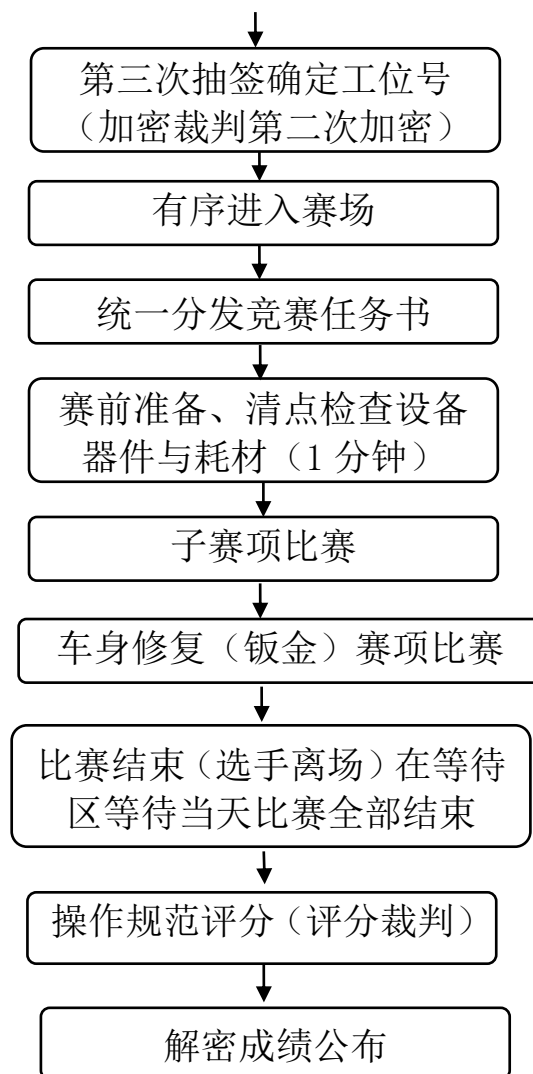 第三次抽签确定工位号
（加密裁判第二次加密）
有序进入赛场
统一分发竞赛任务书
赛前准备、清点检查设备
器件与耗材（1 分钟）
子赛项比赛
车身修复（钣金）赛项比赛
比赛结束（选手离场）在等待
区等待当天比赛全部结束
操作规范评分（评分裁判）
解密成绩公布